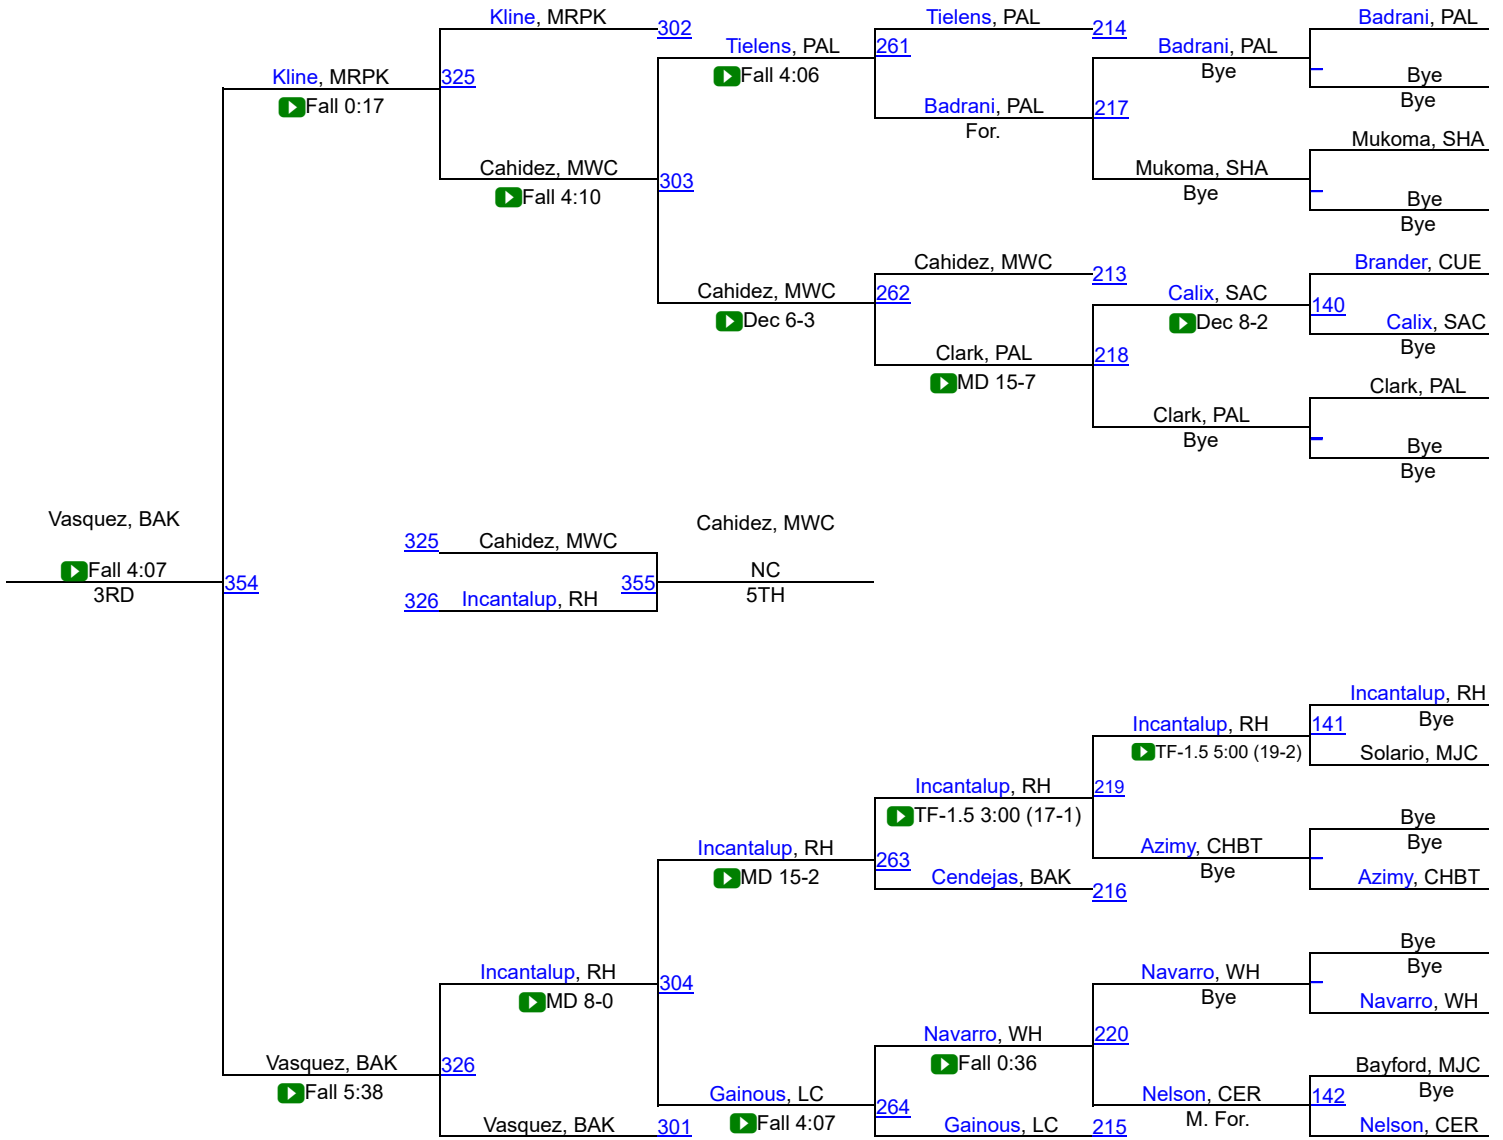 Kline, MRPK
302
Tielens, PAL
214
Badrani, PAL
Tielens, PAL
261
Badrani, PAL
Kline, MRPK
325
Fall 4:06
Bye
Bye
Fall 0:17
Badrani, PAL
217
Bye
For.
Mukoma, SHA
Cahidez, MWC
303
Mukoma, SHA
Fall 4:10
Bye
Bye
Bye
Cahidez, MWC
213
Brander, CUE
Cahidez, MWC
262
Calix, SAC
140
Dec 6-3
Dec 8-2
Calix, SAC
Clark, PAL
218
Bye
MD 15-7
Clark, PAL
Clark, PAL
Bye
Bye
Bye
Vasquez, BAK
Cahidez, MWC
325
Cahidez, MWC
Fall 4:07
354
355
NC
3RD
326
Incantalup, RH
5TH
Incantalup, RH
Incantalup, RH
141
Bye
TF-1.5 5:00 (19-2)
Solario, MJC
Incantalup, RH
219
TF-1.5 3:00 (17-1)
Bye
Incantalup, RH
263
Azimy, CHBT
Bye
MD 15-2
Cendejas, BAK
216
Bye
Azimy, CHBT
Bye
Incantalup, RH
304
Navarro, WH
Bye
MD 8-0
Bye
Navarro, WH
Navarro, WH
220
Vasquez, BAK
326
Fall 0:36
Bayford, MJC
Fall 5:38
Gainous, LC
264
Nelson, CER
142
Bye
Vasquez, BAK
301
Fall 4:07
Gainous, LC
215
M. For.
Nelson, CER